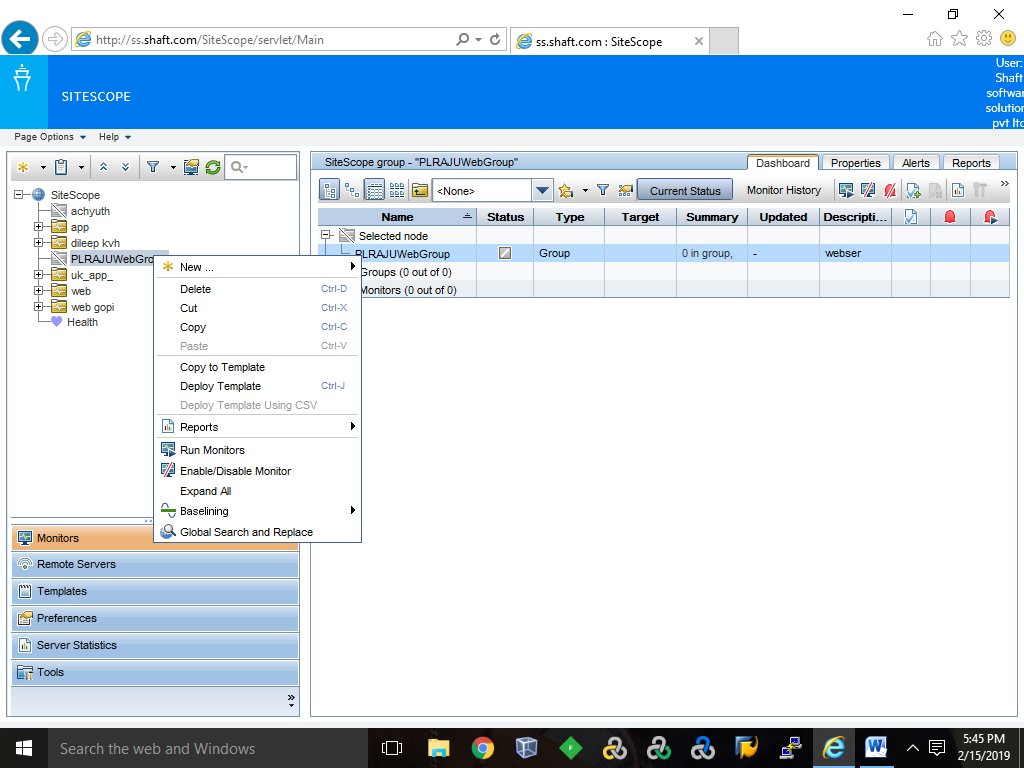 http://ss.shaft.com/SiteScope/servlet/Main
ss.shaft.com : SiteScope
SITESCOPE
User:
Shaft
softwar
solution
pvt ltd
Page Options
Help
SiteScope
achyuth
app
dileep kvh
PLRAJUWebGro
uk_app_
web
web gopi
Health
New ...
Delete Ctrl-D
Cut Ctrl-X
Copy Ctrl-C
Paste Ctrl-V
Copy to Template
Deploy Template Ctrl-J
Deploy Template Using CSV
Reports
Run Monitors
Enable/Disable Monitor
Expand All
Baselining
Global Search and Replace
Monitors
Remote Servers
Templates
Preferences
Server Statistics
Tools
SiteScope group - "PLRAJUWebGroup"
Dashboard Properties Alerts Reports
<None> Current Status Monitor History
Name Status Type Target Summary Updated Descripti...
Selected node
PLRAJUWebGroup Group 0 in group, - webser
Groups (0 out of 0)
Monitors (0 out of 0)
Search the web and Windows
5:45 PM
2/15/2019